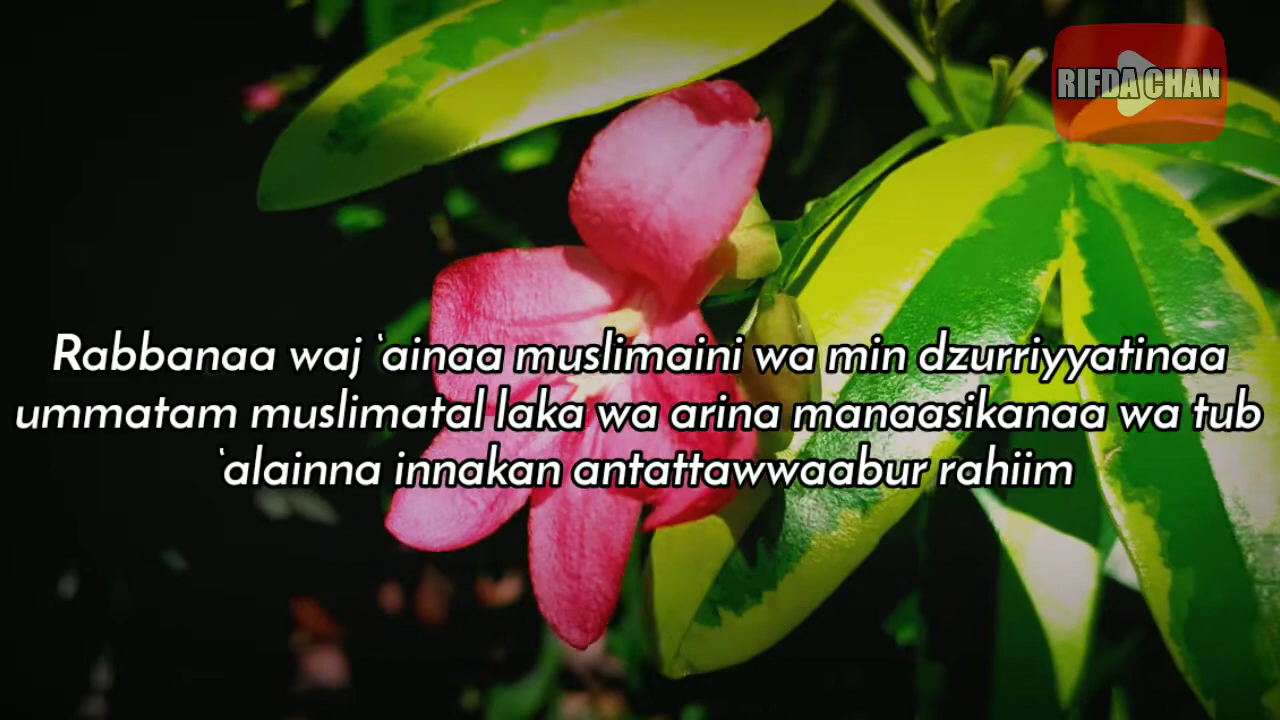 RIFDA CHAN
Rabbanaa waj `ainaa muslimaini wa min dzurriyyatinaa
ummatam muslimatal laka wa arina manaasikanaa wa tub
`alainna innakan antattawwaabur rahiim